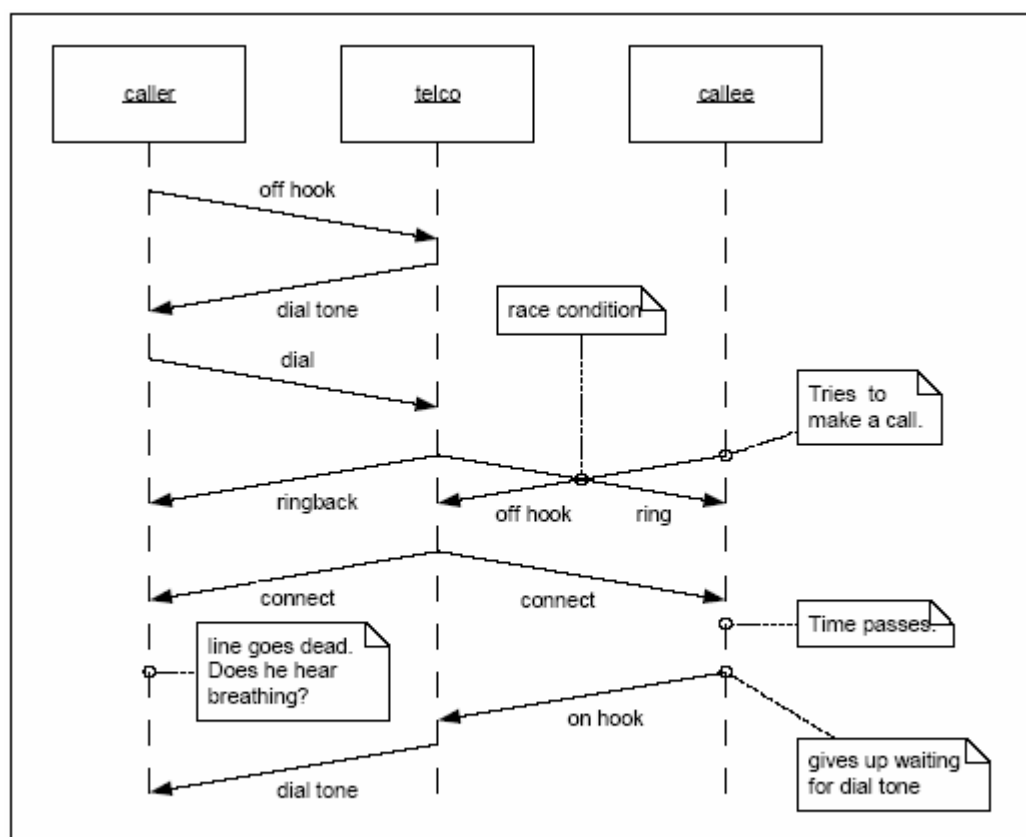 caller
telco
callee
off hook
dial tone
race condition
dial
Tries to
make a call.
ringback
off hook
ring
connect
connect
Time passes.
line goes dead.
Does he hear
breathing?
on hook
gives up waiting
for dial tone
dial tone